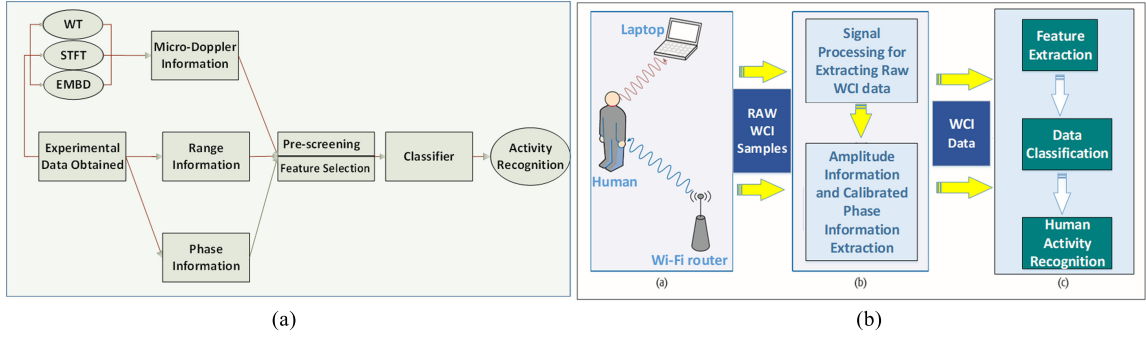 WT
STFT
EMBD
Micro-Doppler
Information
Experimental
Data Obtained
Range
Information
Phase
Information
Pre-screening
Feature Selection
Classifier
Activity
Recognition
(a)
Laptop
Human
Wi-Fi router
(a)
RAW
WCI
Samples
Signal
Processing for
Extracting Raw
WCI data
Amplitude
Information
and Calibrated
Phase
Information
Extraction
(b)
WCI
Data
Feature
Extraction
Data
Classification
Human
Activity
Recognition
(c)
(b)